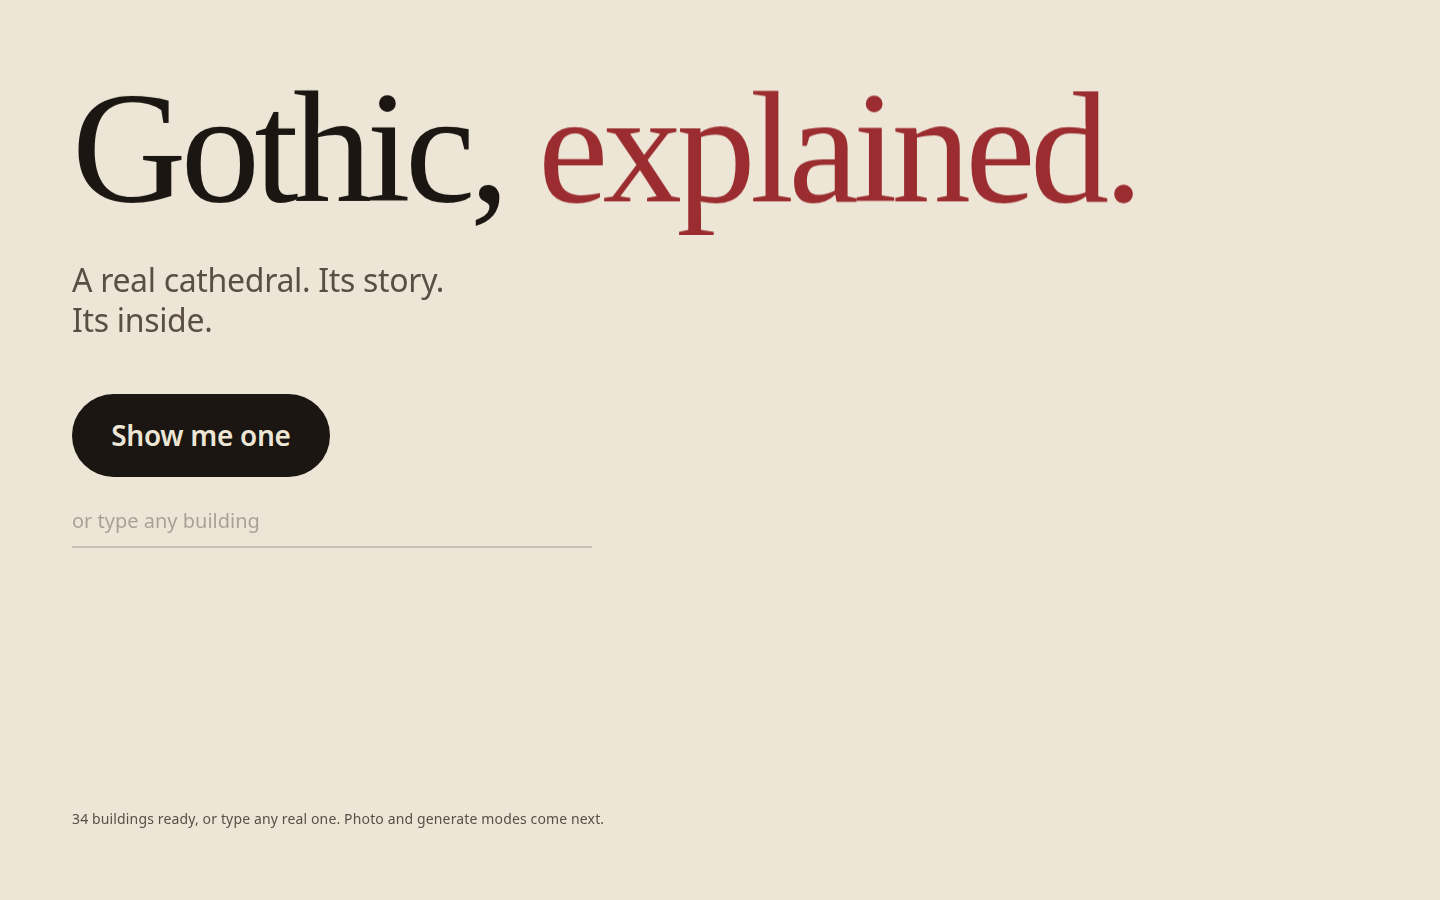 Gothic, explained.
A real cathedral. Its story.
Its inside.
Show me one
or type any building
34 buildings ready, or type any real one. Photo and generate modes come next.